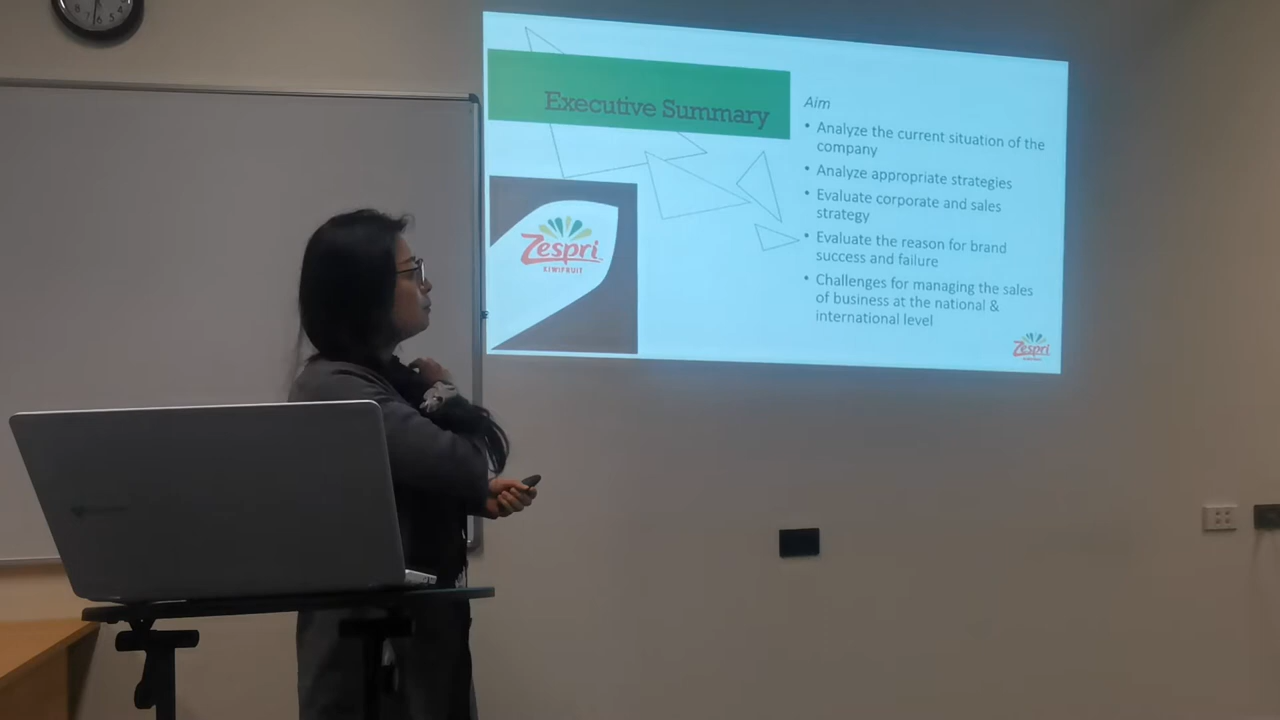 Executive Summary
Zespri
KIWIFRUIT
Aim
• Analyze the current situation of the
company
• Analyze appropriate strategies
• Evaluate corporate and sales
strategy
• Evaluate the reason for brand
success and failure
• Challenges for managing the sales
of business at the national &
international level
Zespri